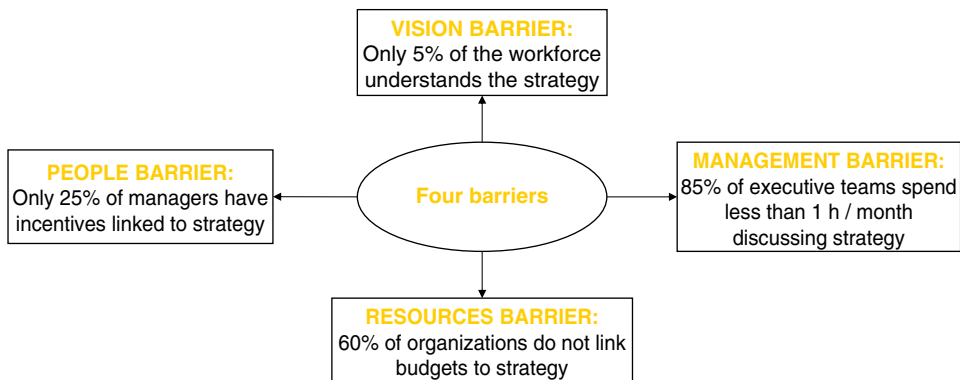 VISION BARRIER:
Only 5% of the workforce
understands the strategy
PEOPLE BARRIER:
Only 25% of managers have
incentives linked to strategy
Four barriers
MANAGEMENT BARRIER:
85% of executive teams spend
less than 1 h / month
discussing strategy
RESOURCES BARRIER:
60% of organizations do not link
budgets to strategy